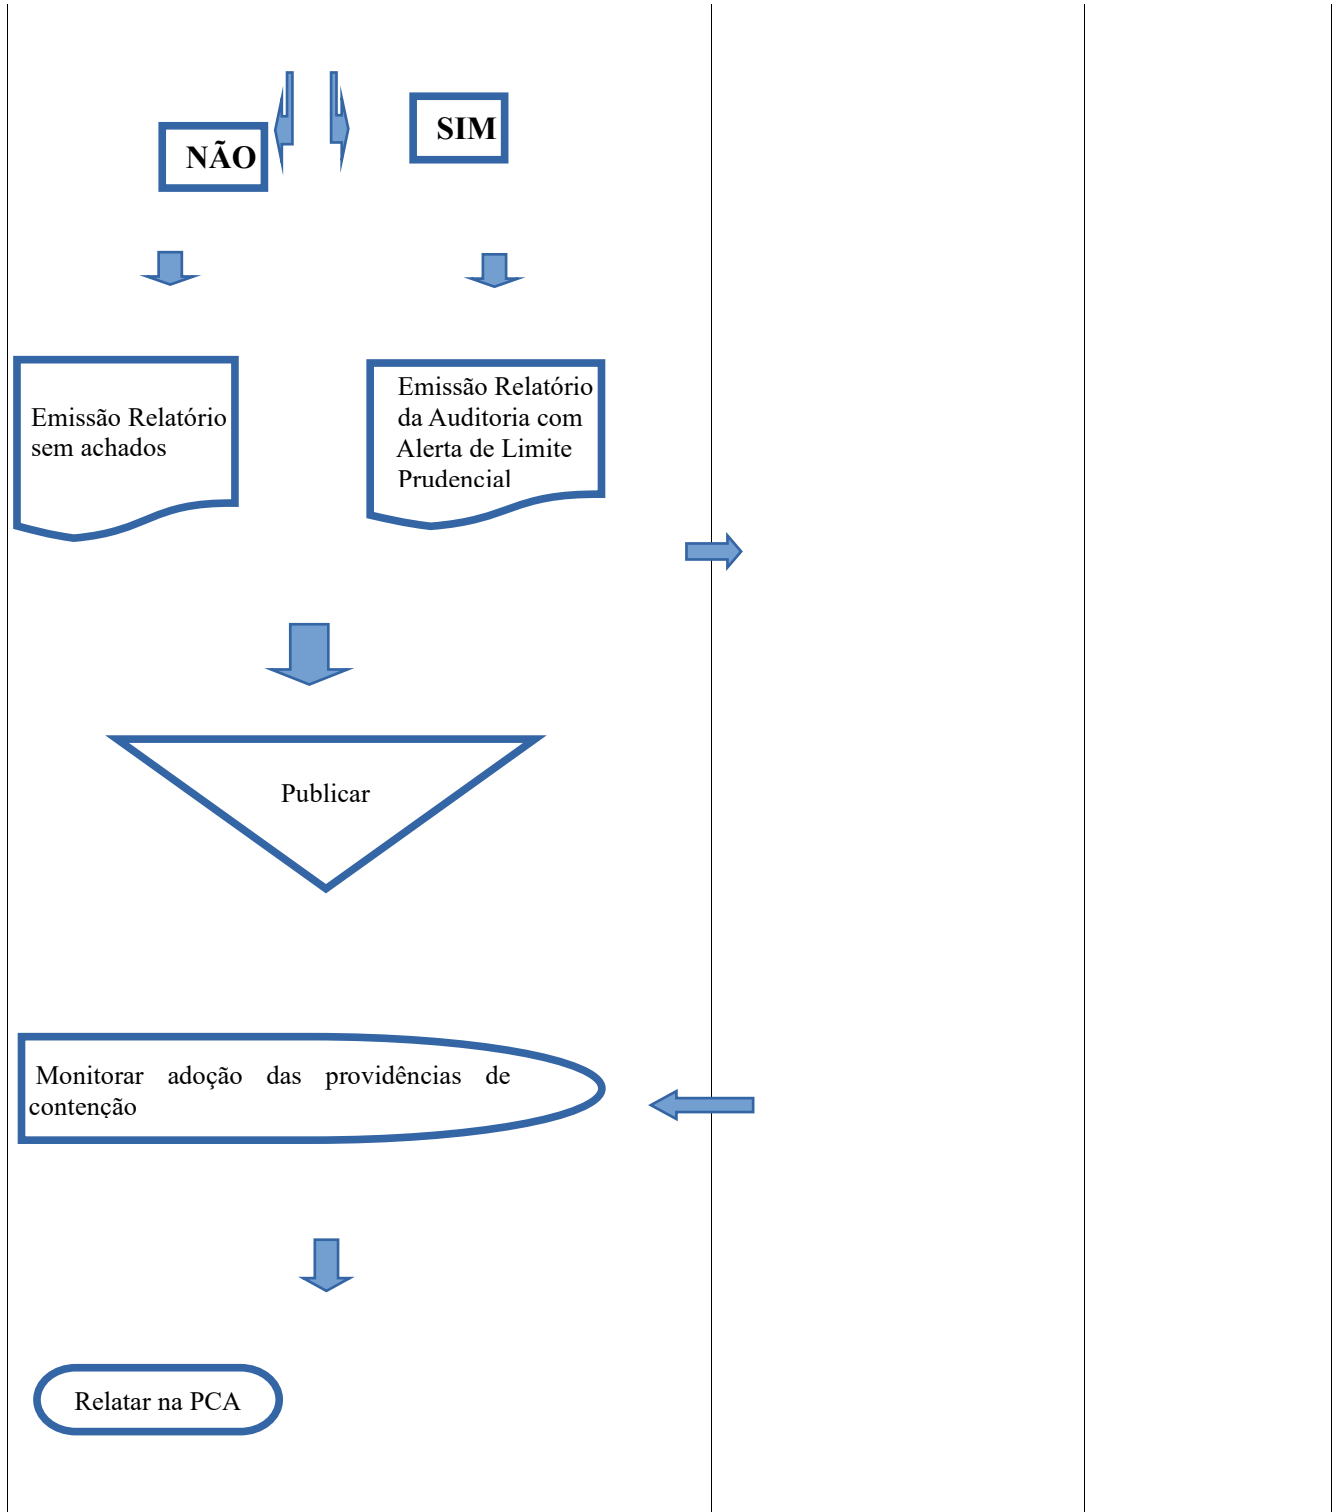 SIM
NÃO
Emissão Relatório
sem achados
Emissão Relatório
da Auditoria com
Alerta de Limite
Prudencial
Publicar
Monitorar adoção das providências de
contenção
Relatar na PCA